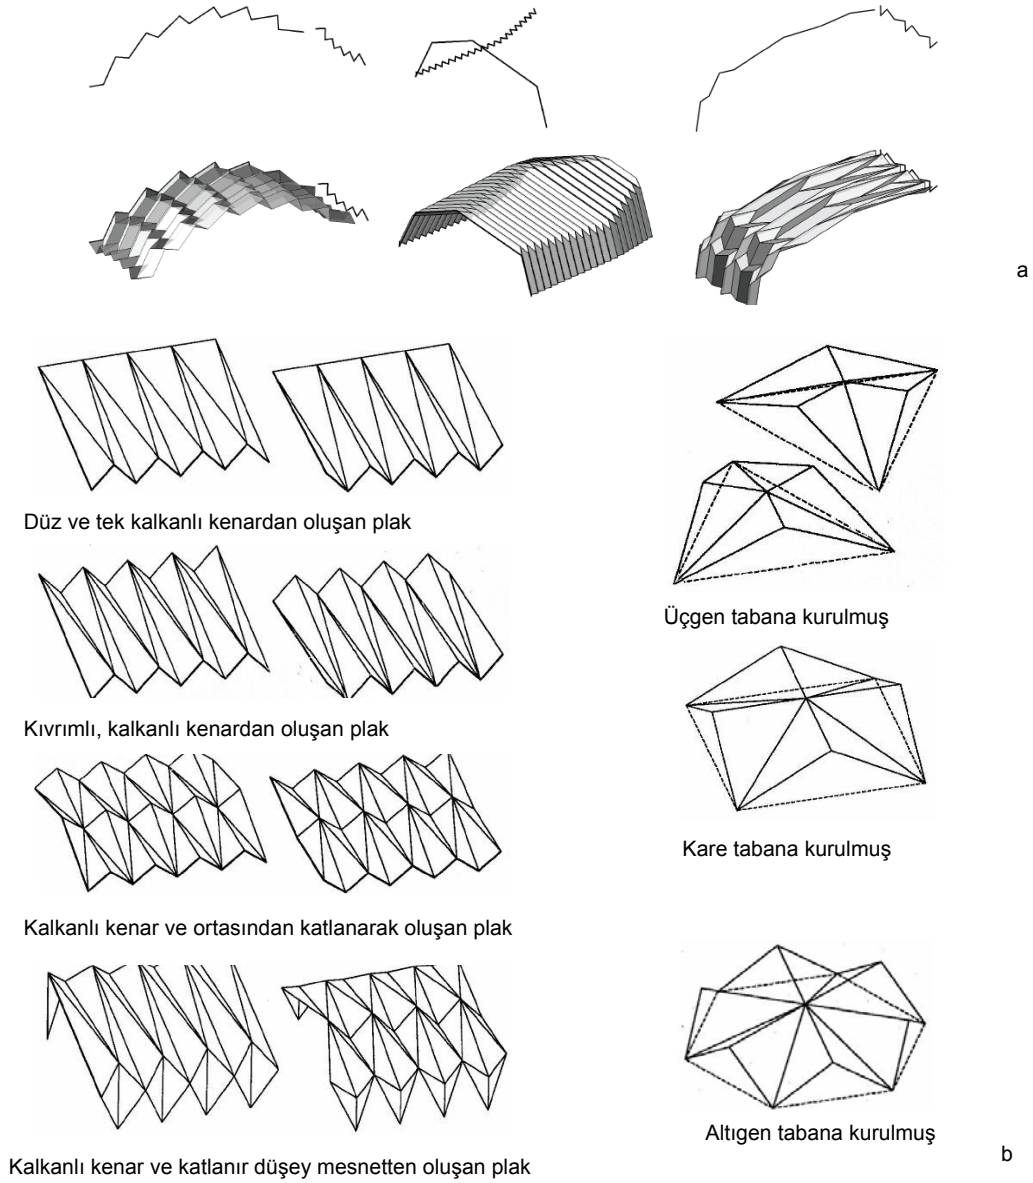 a
Düz ve tek kalkanlı kenardan oluşan plak
Üçgen tabana kurulmuş
Kıvrımlı, kalkanlı kenardan oluşan plak
Kare tabana kurulmuş
Kalkanlı kenar ve ortasından katlanarak oluşan plak
Altıgen tabana kurulmuş
b
Kalkanlı kenar ve katlanır düşey mesnetten oluşan plak